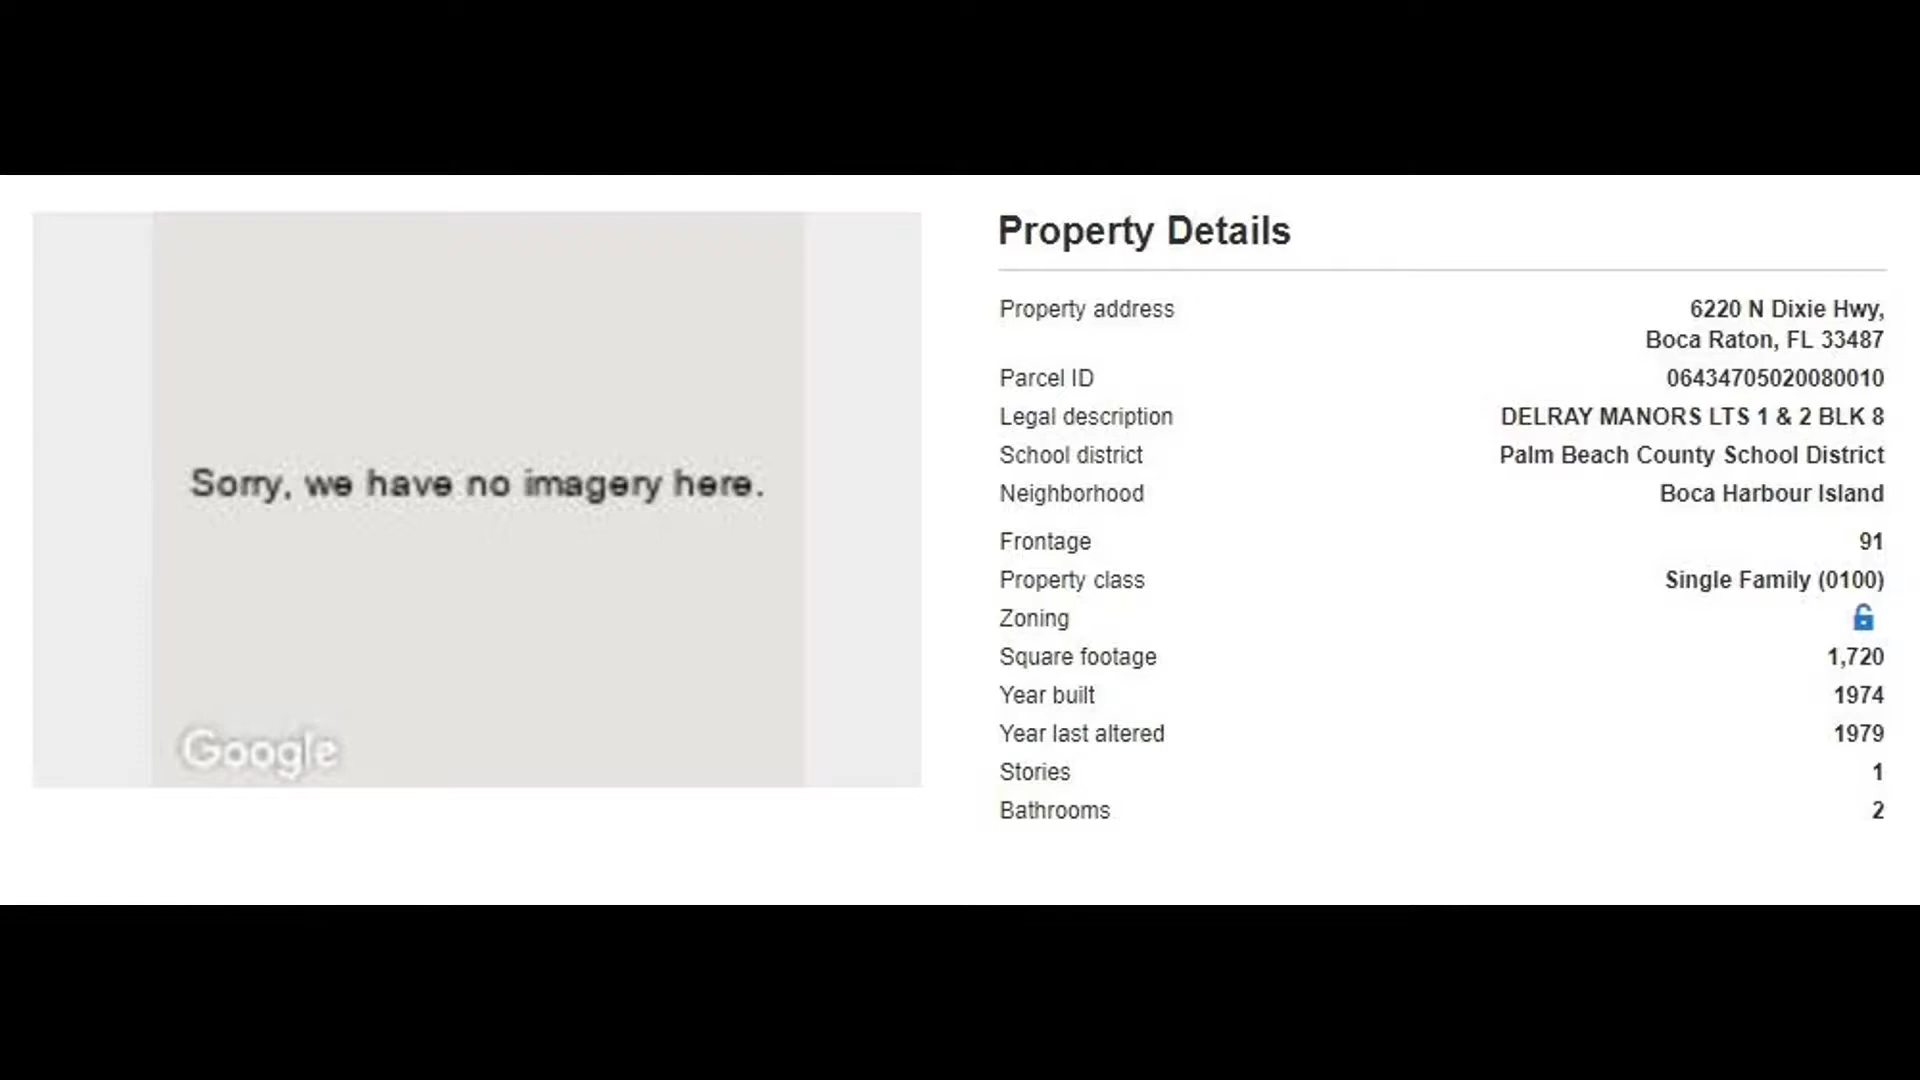 Sorry, we have no imagery here.
Google
Property Details
Property address 6220 N Dixie Hwy,
Boca Raton, FL 33487
Parcel ID 06434705020080010
Legal description DELRAY MANORS LTS 1 & 2 BLK 8
School district Palm Beach County School District
Neighborhood Boca Harbour Island
Frontage 91
Property class Single Family (0100)
Zoning
Square footage 1,720
Year built 1974
Year last altered 1979
Stories 1
Bathrooms 2